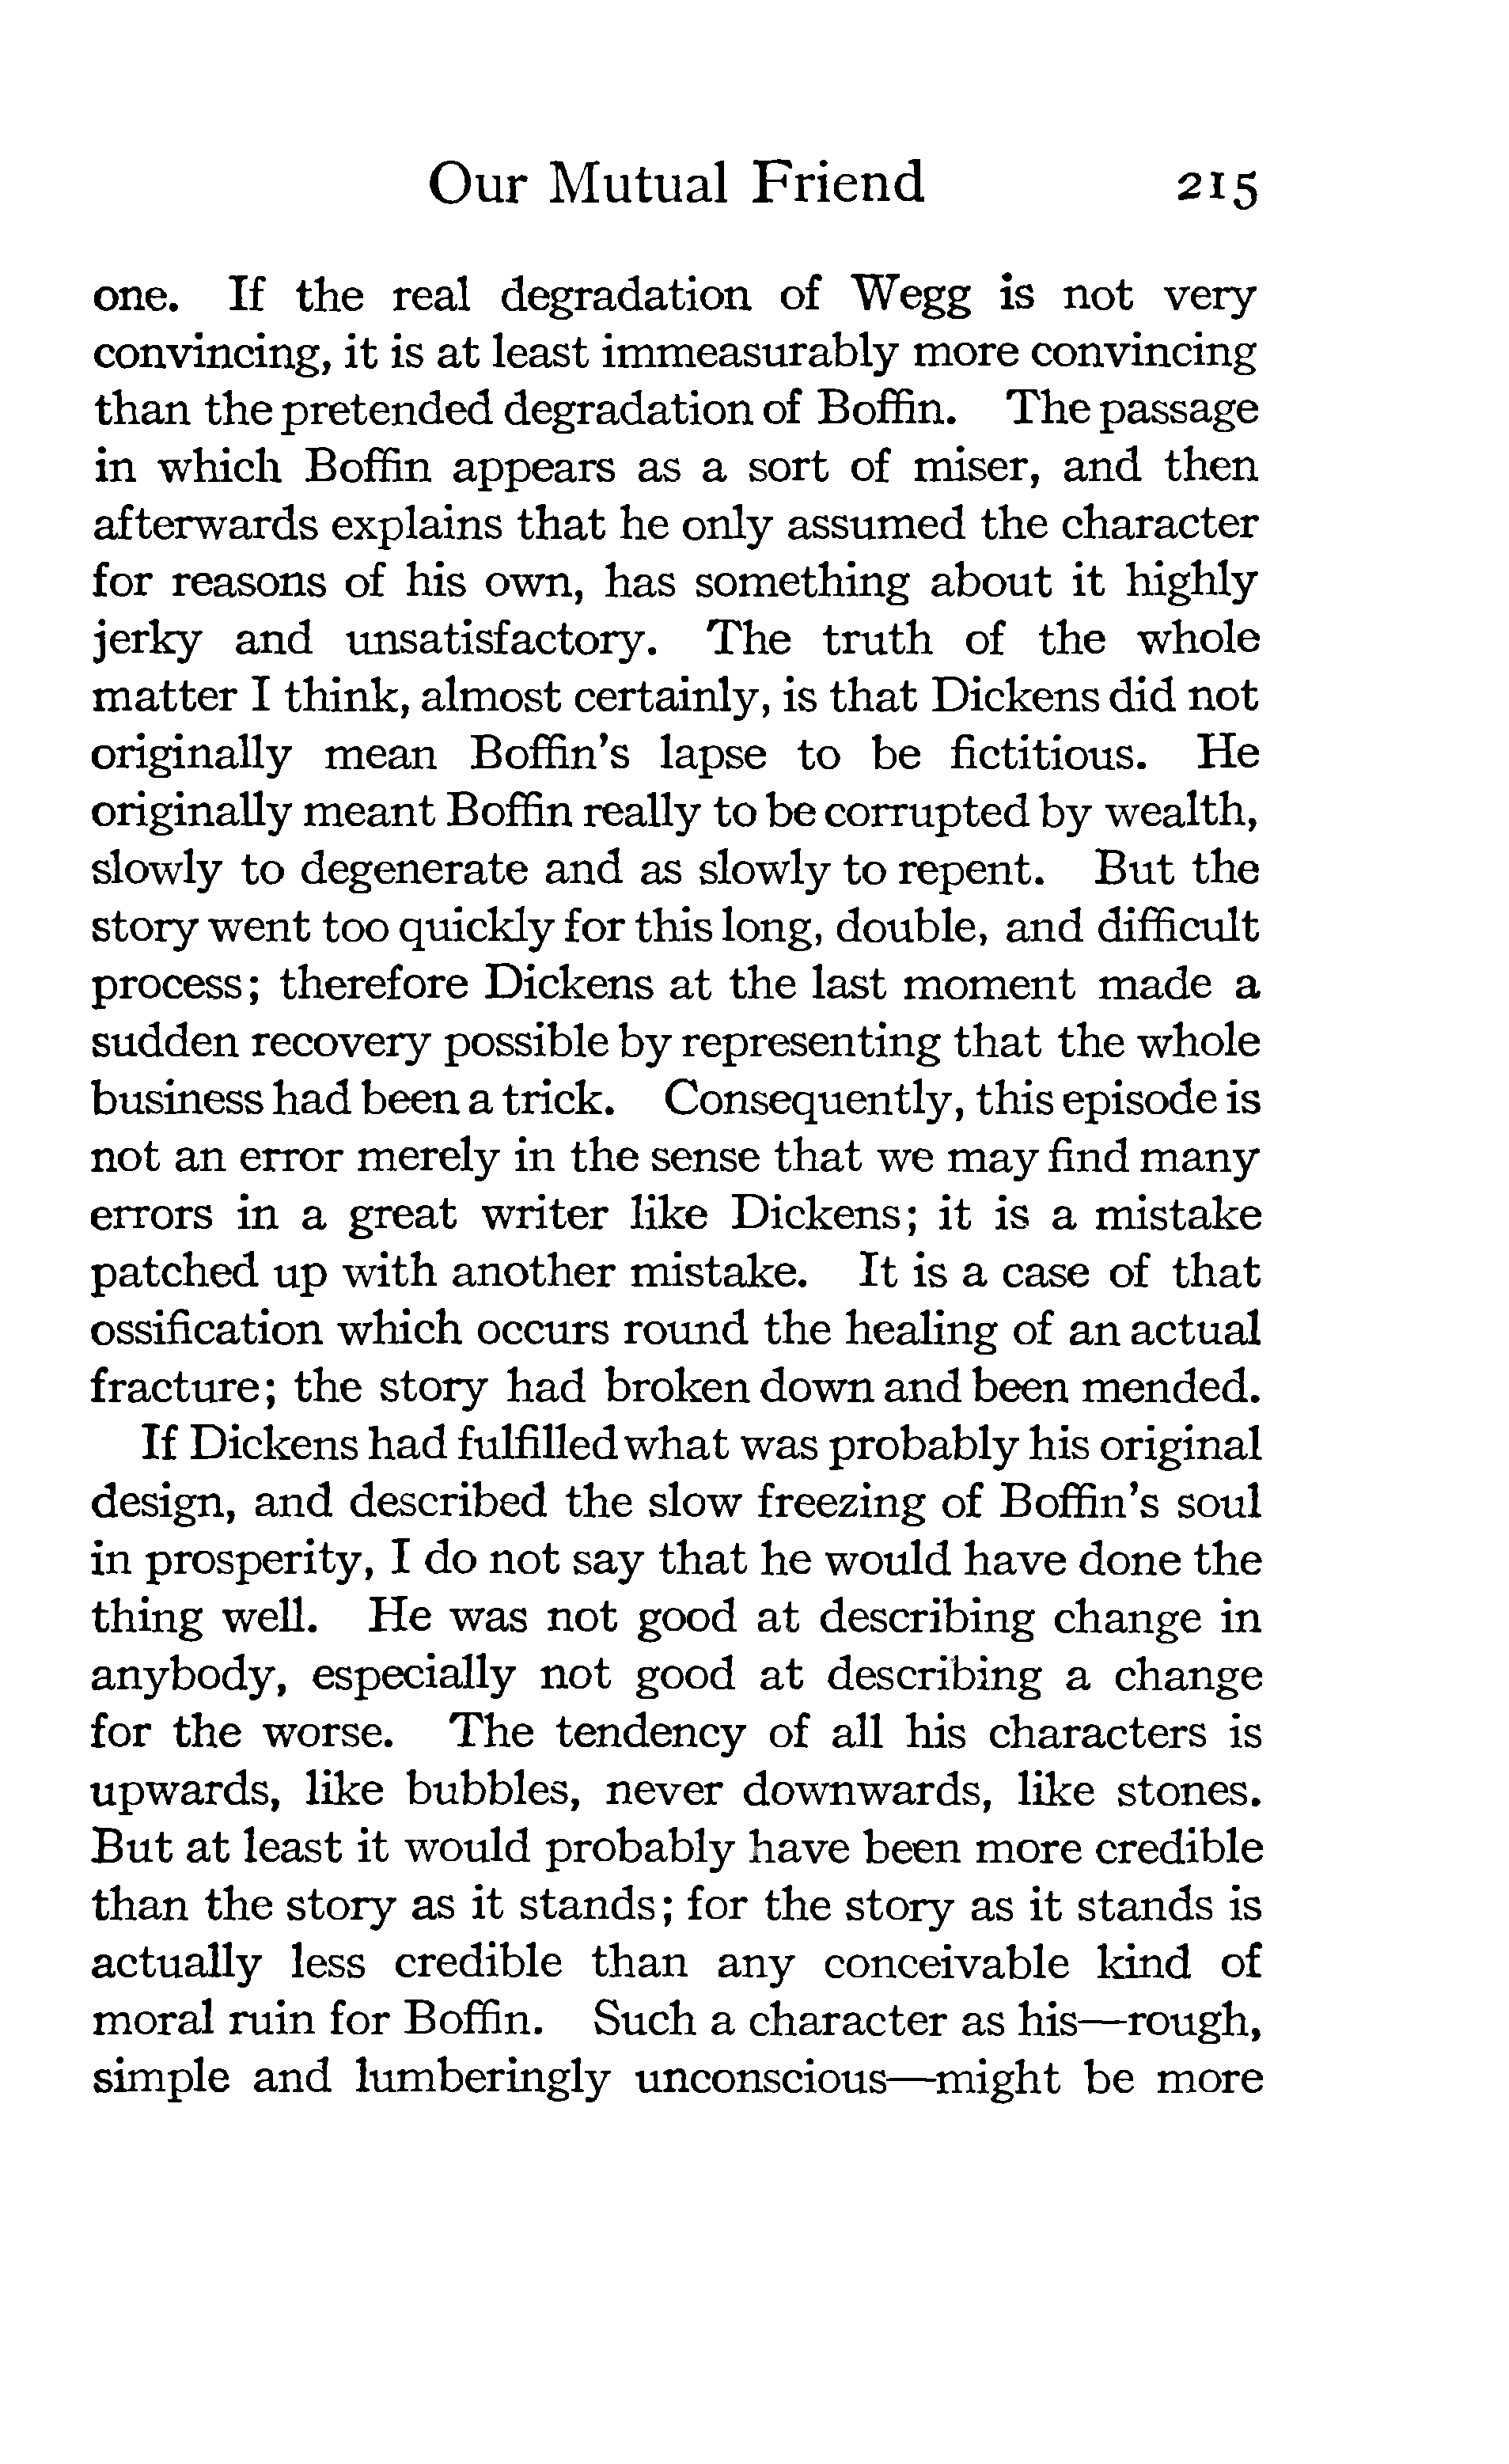 Our Mutual Friend 215
one. If the real degradation of Wegg is not very
convincing, it is at least immeasurably more convincing
than the pretended degradation of Boffin. The passage
in which Boffin appears as a sort of miser, and then
afterwards explains that he only assumed the character
for reasons of his own, has something about it highly
jerky and unsatisfactory. The truth of the whole
matter I think, almost certainly, is that Dickens did not
originally mean Boffin's lapse to be fictitious. He
originally meant Boffin really to be corrupted by wealth,
slowly to degenerate and as slowly to repent. But the
story went too quickly for this long, double, and difficult
process; therefore Dickens at the last moment made a
sudden recovery possible by representing that the whole
business had been a trick. Consequently, this episode is
not an error merely in the sense that we may find many
errors in a great writer like Dickens; it is a mistake
patched up with another mistake. It is a case of that
ossification which occurs round the healing of an actual
fracture; the story had broken down and been mended.
If Dickens had fulfilled what was probably his original
design, and described the slow freezing of Boffin's soul
in prosperity, I do not say that he would have done the
thing well. He was not good at describing change in
anybody, especially not good at describing a change
for the worse. The tendency of all his characters is
upwards, like bubbles, never downwards, like stones.
But at least it would probably have been more credible
than the story as it stands; for the story as it stands is
actually less credible than any conceivable kind of
moral ruin for Boffin. Such a character as his—rough,
simple and lumberingly unconscious—might be more